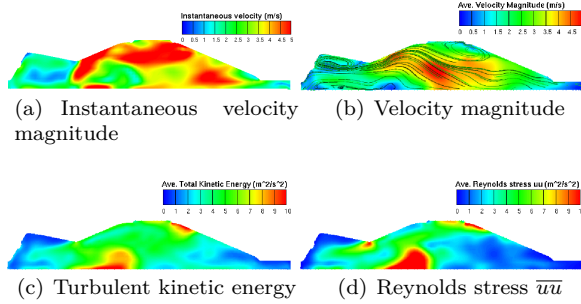 Instantaneous velocity (m/s)
0 0.5 1 1.5 2 2.5 3 3.5 4 4.5 5
Ave. Velocity Magnitude (m/s)
0 0.5 1 1.5 2 2.5 3 3.5 4 4.5 5
(a) Instantaneous velocity
magnitude
(b) Velocity magnitude
Ave. Total Kinetic Energy (m^2/s^2)
0 1 2 3 4 5 6 7 8 9 10
Ave. Reynolds stress uu (m^2/s^2)
0 1 2 3 4 5 6 7 8 9 1
(c) Turbulent kinetic energy
(d) Reynolds stress u̅u̅